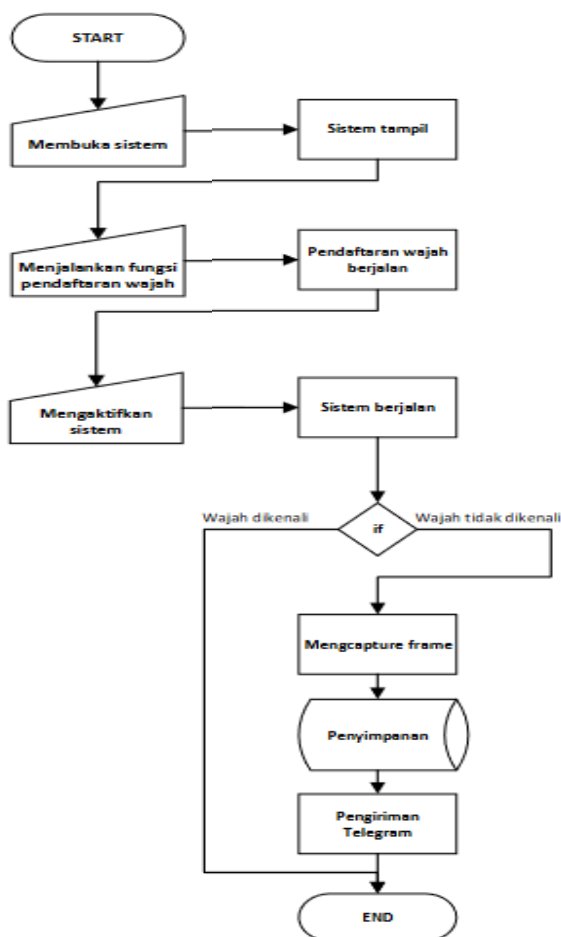 START
Membuka sistem
Sistem tampil
Menjalankan fungsi
pendaftaran wajah
Pendaftaran wajah
berjalan
Mengaktifkan
sistem
Sistem berjalan
Wajah dikenali
if
Wajah tidak dikenali
Mengcapture frame
Penyimpanan
Pengiriman
Telegram
END